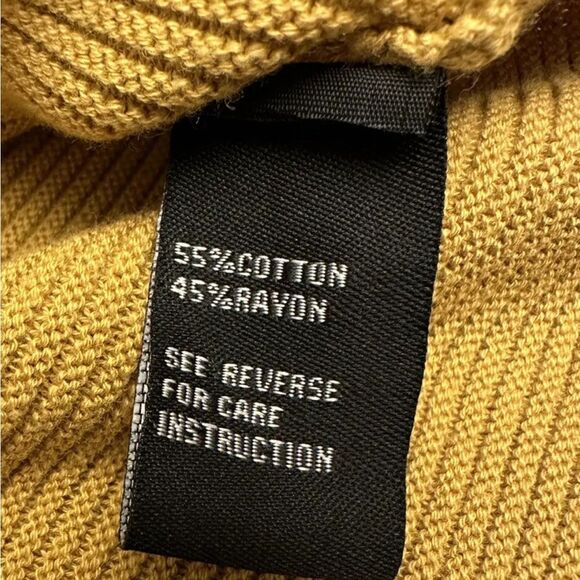 55%COTTON
45%RAYON
SEE REVERSE
FOR CARE
INSTRUCTION